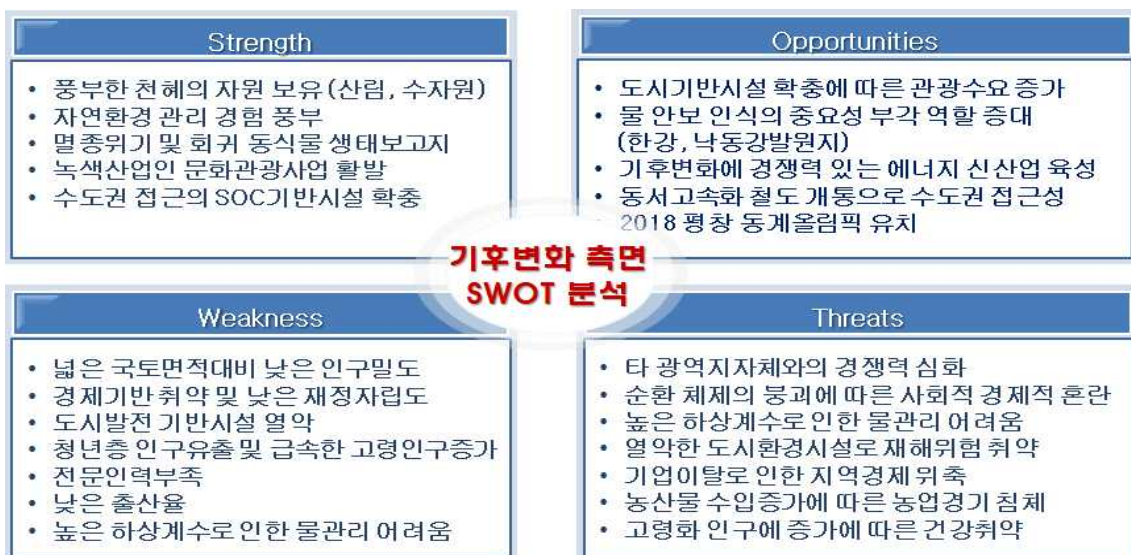 Strength
• 풍부한 천혜의 자원 보유 (산림, 수자원)
• 자연환경 관리 경험 풍부
• 멸종위기 및 회귀 동식물 생태보고지
• 녹색산업인 문화관광사업 활발
• 수도권 접근의 SOC기반시설 확충
Opportunities
• 도시기반시설 확충에 따른 관광수요 증가
• 물 안보 인식의 중요성 부각 역할 증대
(한강, 낙동강발원지)
• 기후변화에 경쟁력 있는 에너지 신산업 육성
• 동서고속화 철도 개통으로 수도권 접근성
• 2018 평창 동계올림픽 유치
기후변화 측면
SWOT 분석
Weakness
• 넓은 국토면적대비 낮은 인구밀도
• 경제기반 취약 및 낮은 재정자립도
• 도시발전 기반시설 열악
• 청년층 인구유출 및 급속한 고령인구증가
• 전문인력부족
• 낮은 출산율
• 높은 하상계수로 인한 물관리 어려움
Threats
• 타 광역지자체와의 경쟁력 심화
• 순환 체제의 붕괴에 따른 사회적 경제적 혼란
• 높은 하상계수로 인한 물관리 어려움
• 열악한 도시환경시설로 재해위험 취약
• 기업이탈로 인한 지역경제 위축
• 농산물 수입증가에 따른 농업경기 침체
• 고령화 인구에 증가에 따른 건강취약